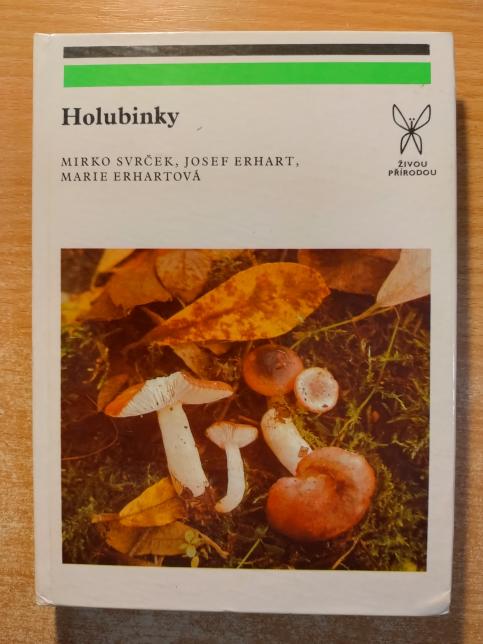 Holubinky
MIRKO SVRČEK, JOSEF ERHART,
MARIE ERHARTOVÁ
ŽIVOU
PŘÍRODOU